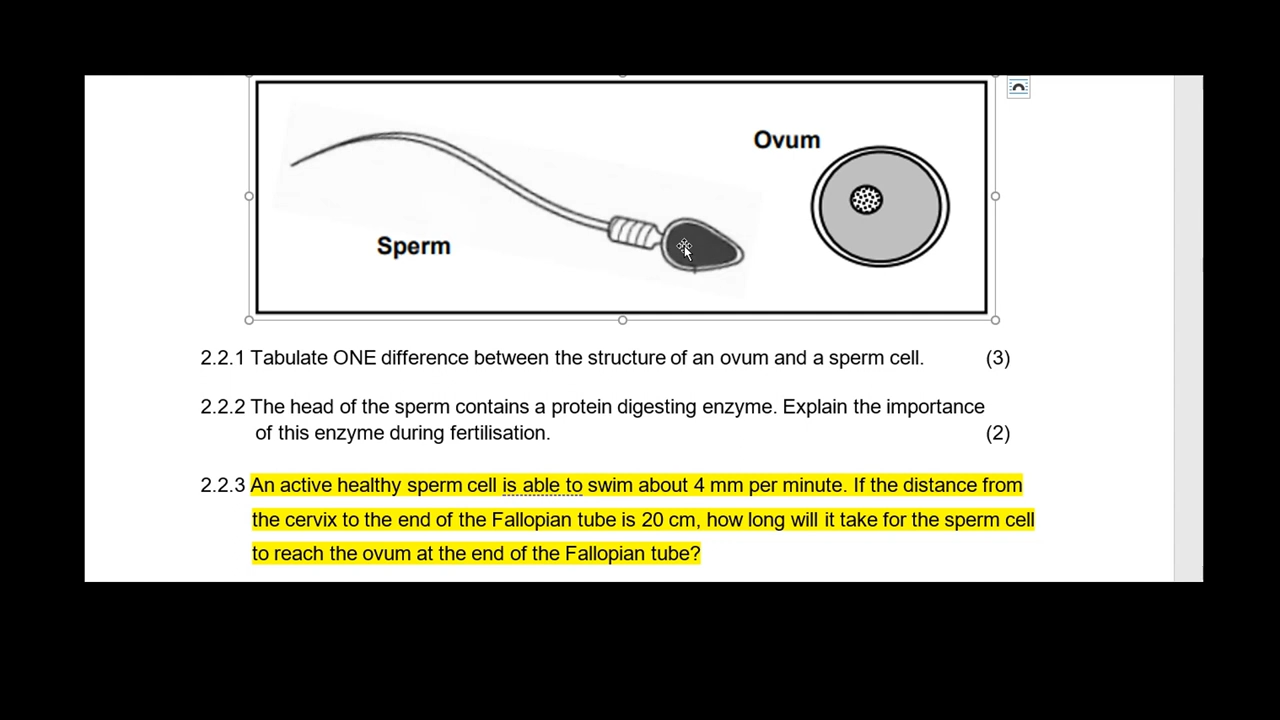 Ovum
Sperm
2.2.1 Tabulate ONE difference between the structure of an ovum and a sperm cell. (3)
2.2.2 The head of the sperm contains a protein digesting enzyme. Explain the importance
of this enzyme during fertilisation. (2)
2.2.3 An active healthy sperm cell is able to swim about 4 mm per minute. If the distance from
the cervix to the end of the Fallopian tube is 20 cm, how long will it take for the sperm cell
to reach the ovum at the end of the Fallopian tube?